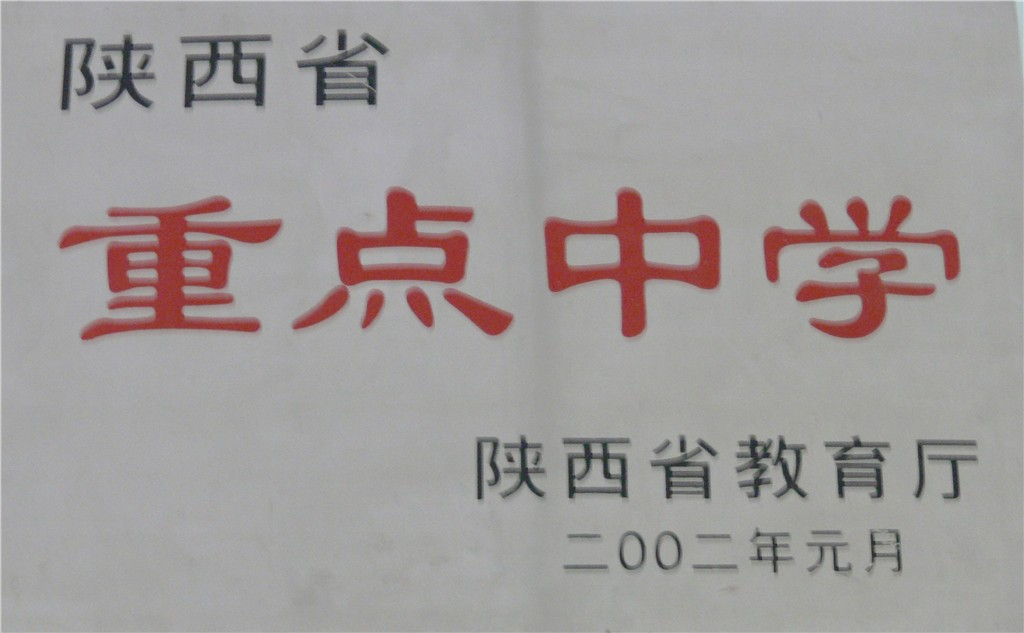 陕西省
重点中学
陕西省教育厅
二00二年元月